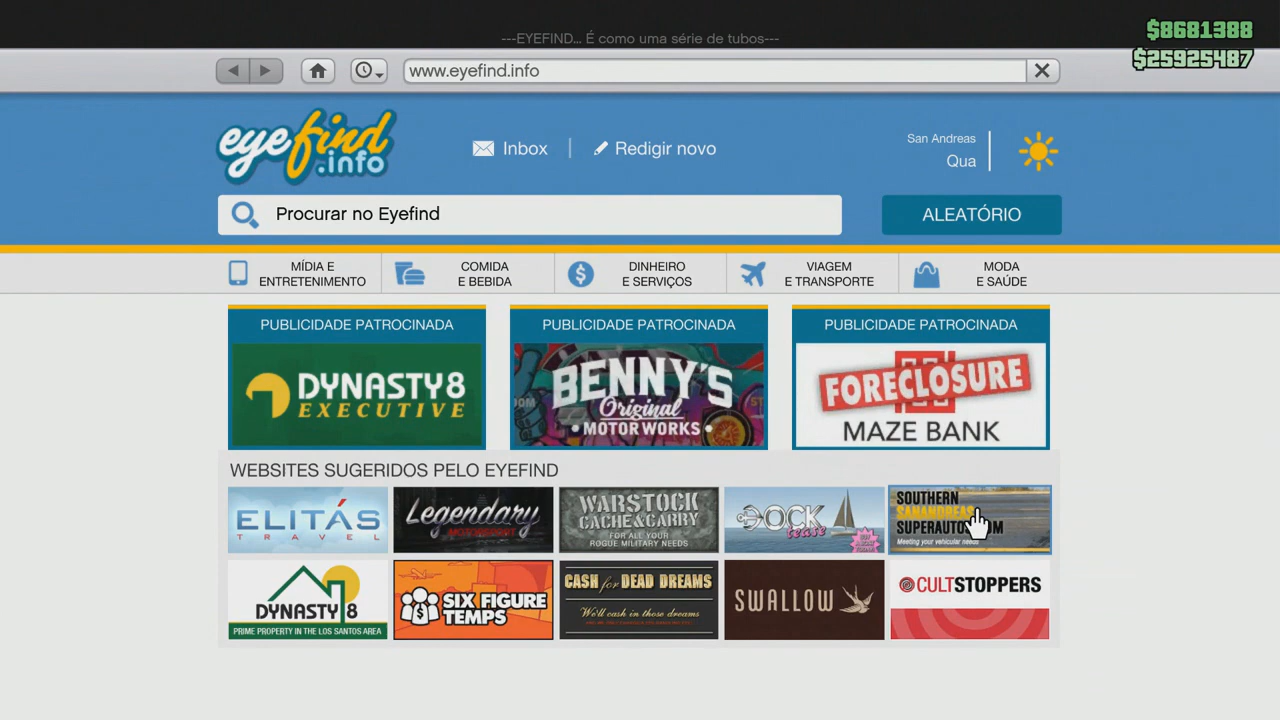 ---EYEFIND... É como uma série de tubos---
$8681388
$25925487
www.eyefind.info
eyefind
.info
Inbox
Redigir novo
San Andreas
Qua
Procurar no Eyefind
ALEATÓRIO
MÍDIA E
ENTRETENIMENTO
COMIDA
E BEBIDA
DINHEIRO
E SERVIÇOS
VIAGEM
E TRANSPORTE
MODA
E SAÚDE
PUBLICIDADE PATROCINADA
PUBLICIDADE PATROCINADA
PUBLICIDADE PATROCINADA
DYNASTY8
EXECUTIVE
BENNY'S
Original
MOTOR WORKS
FORECLOSURE
MAZE BANK
WEBSITES SUGERIDOS PELO EYEFIND
ELITÁS
TRAVEL
Legendary
MOTORSPORT
WARSTOCK
CACHE&CARRY
FOR ALL YOUR
ROGUE MILITARY NEEDS
DOCK
tease
SOUTHERN
SANANDREAS
Meeting your vehicular needs
DYNASTY 8
PRIME PROPERTY IN THE LOS SANTOS AREA
SIX FIGURE
TEMPS
CASH for DEAD DREAMS
We'll cash in those dreams
SWALLOW
CULTSTOPPERS